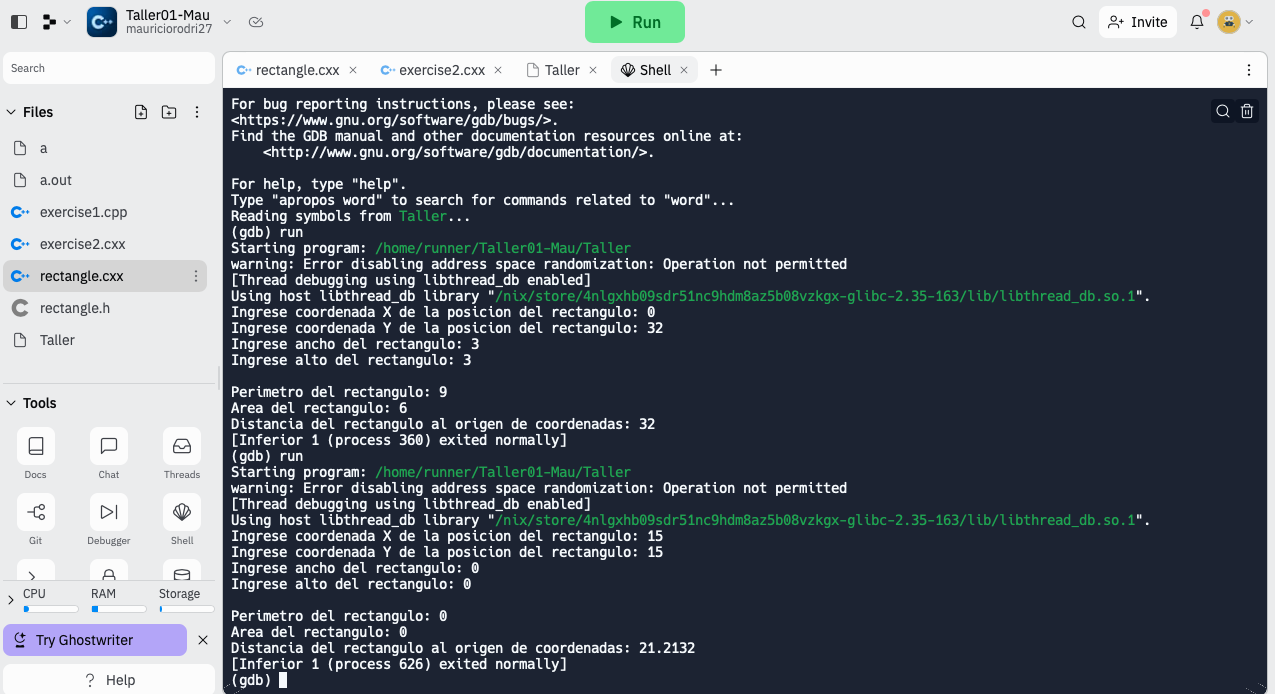 Taller01-Mau
mauriciorodri27
Run
Invite
Search
rectangle.cxx
exercise2.cxx
Taller
Shell
Files
a
a.out
exercise1.cpp
exercise2.cxx
rectangle.cxx
rectangle.h
Taller
Tools
Docs
Chat
Threads
Git
Debugger
Shell
CPU
RAM
Storage
Try Ghostwriter
? Help
For bug reporting instructions, please see:
<https://www.gnu.org/software/gdb/bugs/>.
Find the GDB manual and other documentation resources online at:
    <http://www.gnu.org/software/gdb/documentation/>.

For help, type "help".
Type "apropos word" to search for commands related to "word"...
Reading symbols from Taller...
(gdb) run
Starting program: /home/runner/Taller01-Mau/Taller
warning: Error disabling address space randomization: Operation not permitted
[Thread debugging using libthread_db enabled]
Using host libthread_db library "/nix/store/4nlgxhb09sdr51nc9hdm8az5b08vzkgx-glibc-2.35-163/lib/libthread_db.so.1".
Ingrese coordenada X de la posicion del rectangulo: 0
Ingrese coordenada Y de la posicion del rectangulo: 32
Ingrese ancho del rectangulo: 3
Ingrese alto del rectangulo: 3

Perimetro del rectangulo: 9
Area del rectangulo: 6
Distancia del rectangulo al origen de coordenadas: 32
[Inferior 1 (process 360) exited normally]
(gdb) run
Starting program: /home/runner/Taller01-Mau/Taller
warning: Error disabling address space randomization: Operation not permitted
[Thread debugging using libthread_db enabled]
Using host libthread_db library "/nix/store/4nlgxhb09sdr51nc9hdm8az5b08vzkgx-glibc-2.35-163/lib/libthread_db.so.1".
Ingrese coordenada X de la posicion del rectangulo: 15
Ingrese coordenada Y de la posicion del rectangulo: 15
Ingrese ancho del rectangulo: 0
Ingrese alto del rectangulo: 0

Perimetro del rectangulo: 0
Area del rectangulo: 0
Distancia del rectangulo al origen de coordenadas: 21.2132
[Inferior 1 (process 626) exited normally]
(gdb)